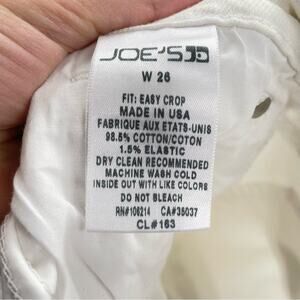 JOE'S
W 26
FIT: EASY CROP
MADE IN USA
FABRIQUE AUX ETATS-UNIS
98.5% COTTON/COTON
1.5% ELASTIC
DRY CLEAN RECOMMENDED
MACHINE WASH COLD
INSIDE OUT WITH LIKE COLORS
DO NOT BLEACH
RN#106214 CA#35037
CL#163